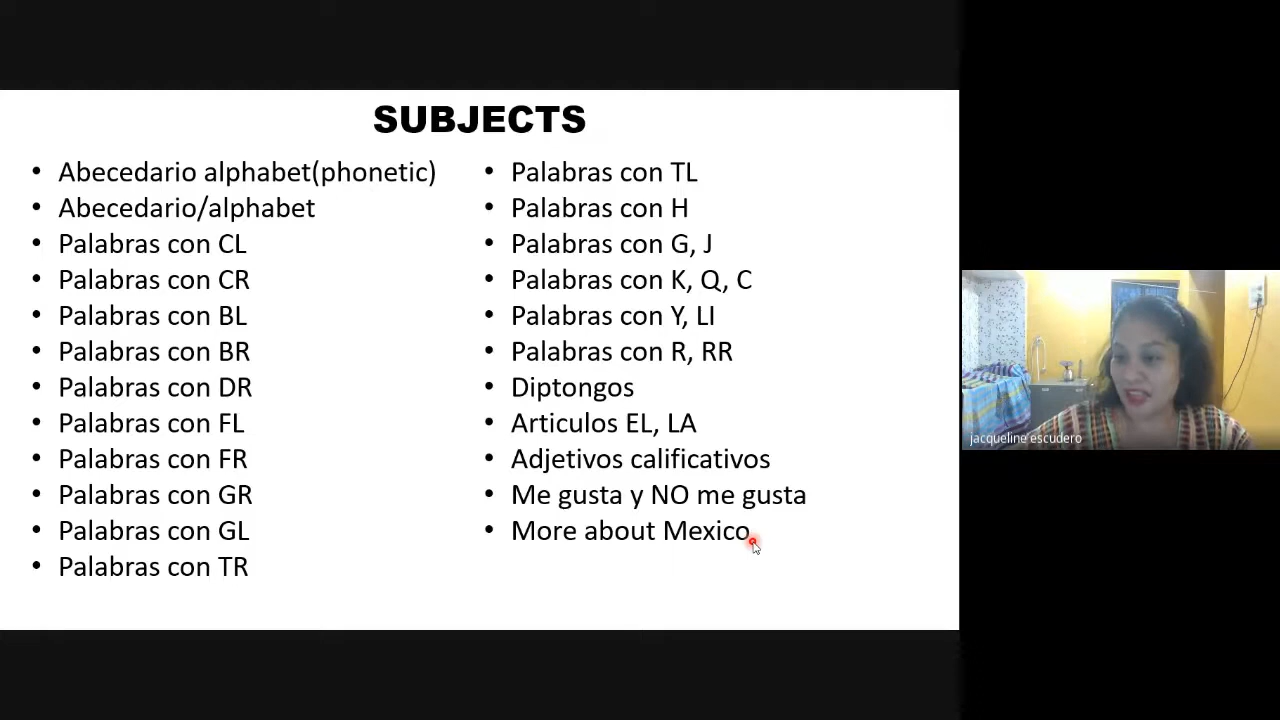 SUBJECTS
• Abecedario alphabet(phonetic)
• Abecedario/alphabet
• Palabras con CL
• Palabras con CR
• Palabras con BL
• Palabras con BR
• Palabras con DR
• Palabras con FL
• Palabras con FR
• Palabras con GR
• Palabras con GL
• Palabras con TR
• Palabras con TL
• Palabras con H
• Palabras con G, J
• Palabras con K, Q, C
• Palabras con Y, LI
• Palabras con R, RR
• Diptongos
• Articulos EL, LA
• Adjetivos calificativos
• Me gusta y NO me gusta
• More about Mexico
jacqueline escudero